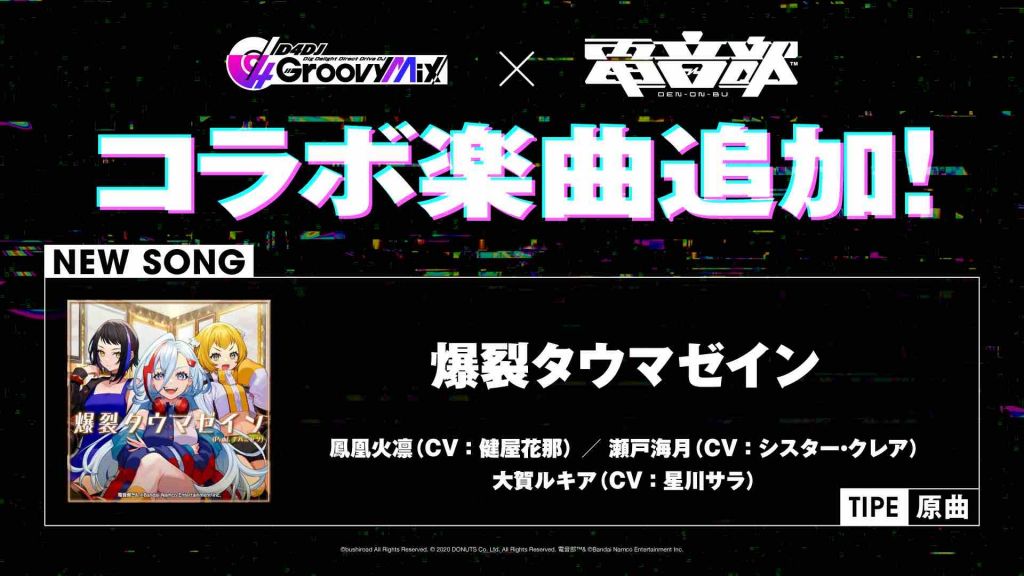 D4DJ
Dig Delight Direct Drive DJ
GroovyMix!
×
電音部™
DEN-ON-BU
コラボ楽曲追加!
NEW SONG
爆裂タウマゼイン
爆裂タウマゼイン
鳳凰火凛(CV:健屋花那) / 瀬戸海月(CV:シスター・クレア)
大賀ルキア(CV:星川サラ)
TIPE 原曲
©bushiroad All Rights Reserved. © 2020 DONUTS Co. Ltd. All Rights Reserved. 電音部™& ©Bandai Namco Entertainment Inc.